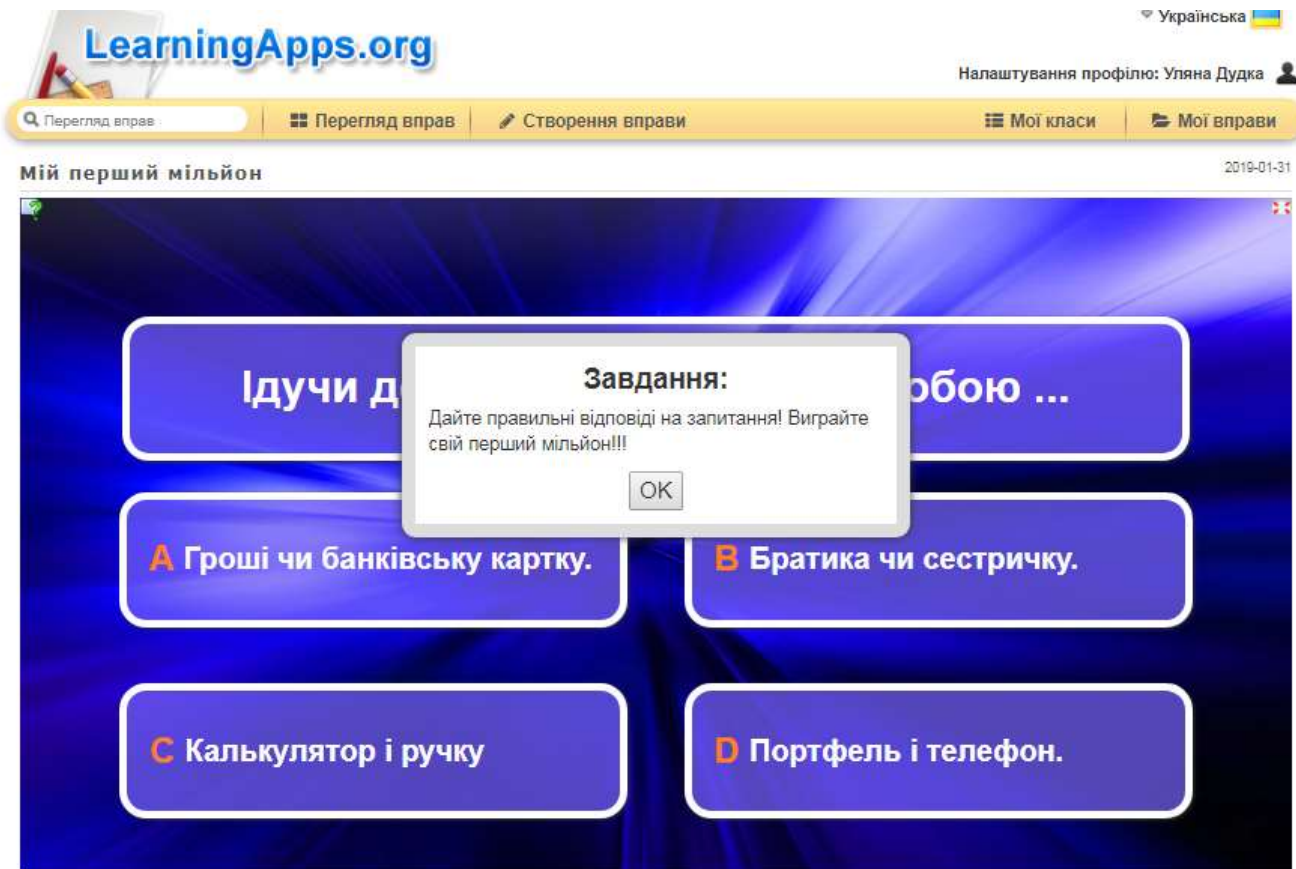 Українська
LearningApps.org
Налаштування профілю: Уляна Дудка
Перегляд вправ
Перегляд вправ
Створення вправи
Мої класи
Мої вправи
Мій перший мільйон
2019-01-31
Ідучи
...
Завдання:
Дайте правильні відповіді на запитання! Виграйте
свій перший мільйон!!!
OK
A Гроші чи банківську картку.
B Братика чи сестричку.
C Калькулятор і ручку
D Портфель і телефон.